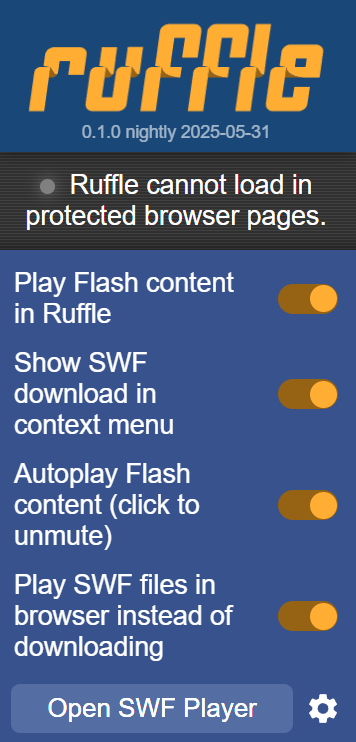 ruffle
0.1.0 nightly 2025-05-31
Ruffle cannot load in
protected browser pages.
Play Flash content
in Ruffle
Show SWF
download in
context menu
Autoplay Flash
content (click to
unmute)
Play SWF files in
browser instead of
downloading
Open SWF Player